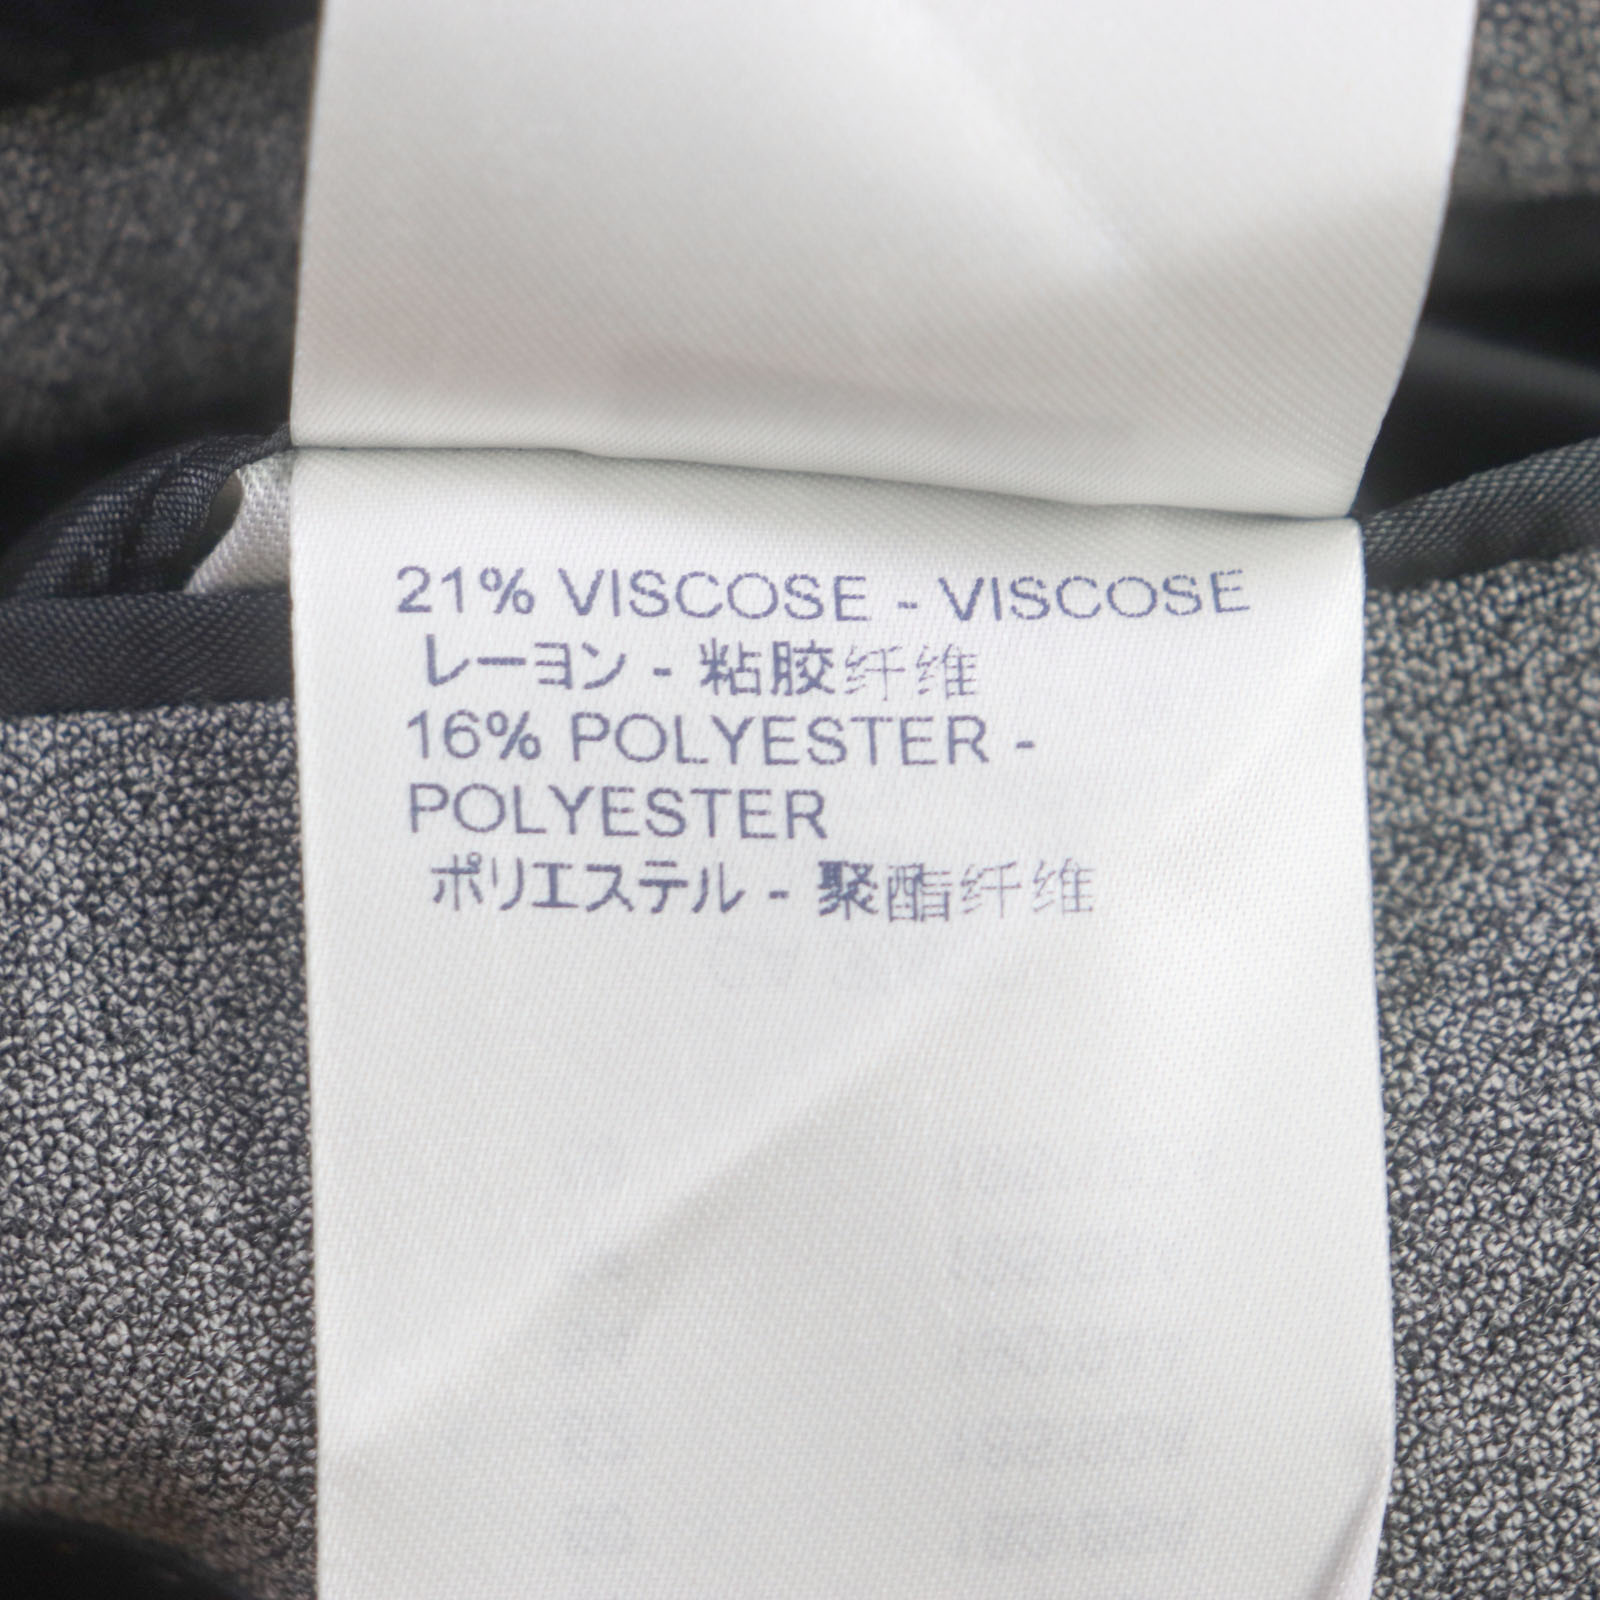 21% VISCOSE - VISCOSE
レーヨン - 粘胶纤维
16% POLYESTER -
POLYESTER
ポリエステル - 聚酯纤维